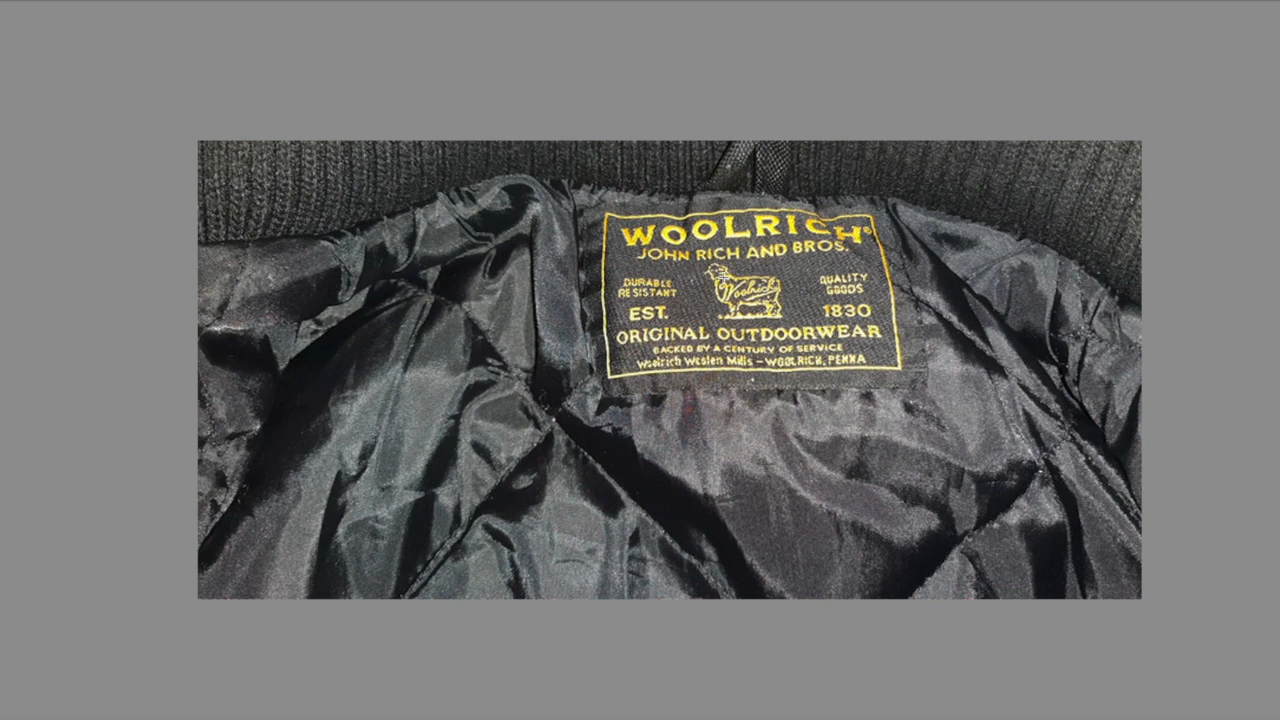 WOOLRICH®
JOHN RICH AND BROS.
DURABLE
RESISTANT
Woolrich
QUALITY
GOODS
EST.
1830
ORIGINAL OUTDOORWEAR
BACKED BY A CENTURY OF SERVICE
Woolrich Woolen Mills – WOOLRICH, PENNA